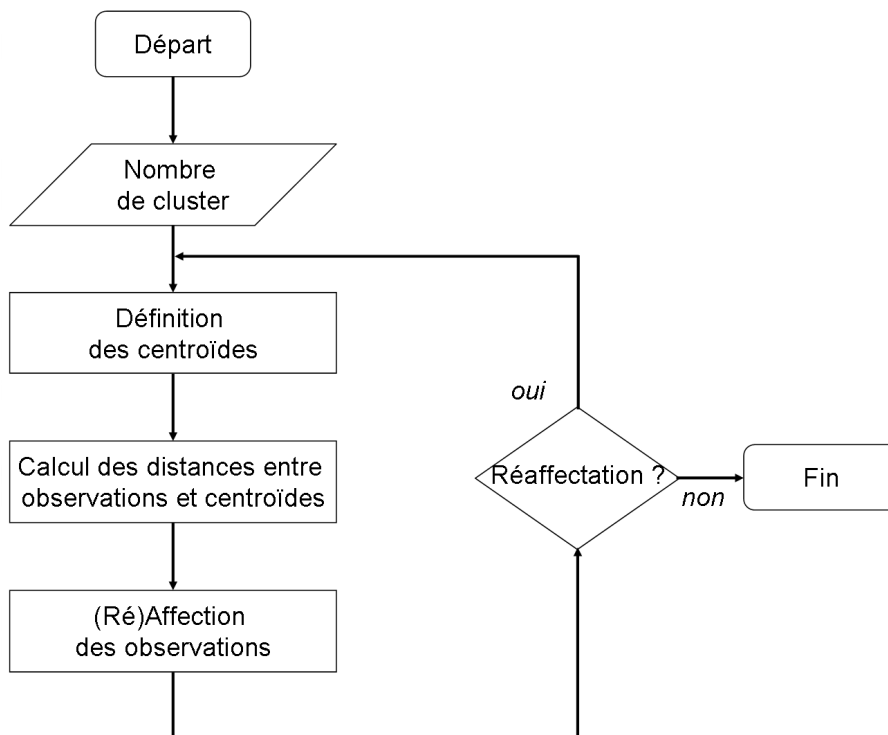 Départ
Nombre
de cluster
Définition
des centroïdes
oui
Calcul des distances entre
observations et centroïdes
Réaffectation ?
non
Fin
(Ré)Affection
des observations